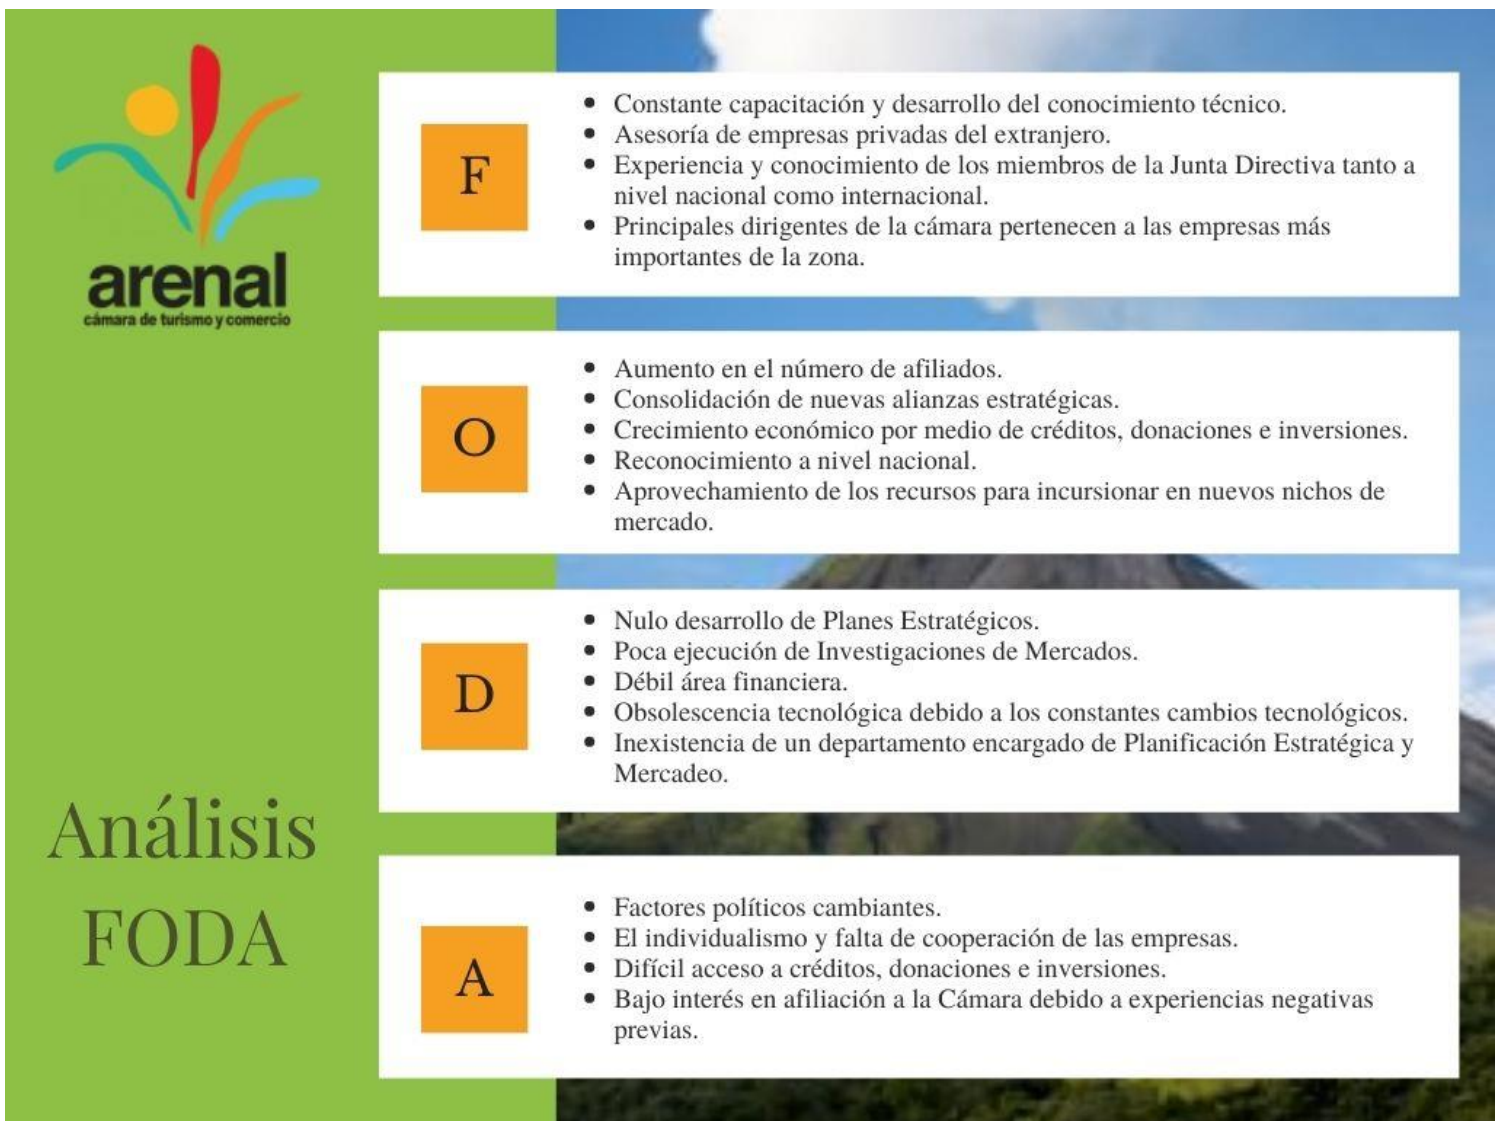 arenal
cámara de turismo y comercio
Análisis
FODA
F
• Constante capacitación y desarrollo del conocimiento técnico.
• Asesoría de empresas privadas del extranjero.
• Experiencia y conocimiento de los miembros de la Junta Directiva tanto a
nivel nacional como internacional.
• Principales dirigentes de la cámara pertenecen a las empresas más
importantes de la zona.
O
• Aumento en el número de afiliados.
• Consolidación de nuevas alianzas estratégicas.
• Crecimiento económico por medio de créditos, donaciones e inversiones.
• Reconocimiento a nivel nacional.
• Aprovechamiento de los recursos para incursionar en nuevos nichos de
mercado.
D
• Nulo desarrollo de Planes Estratégicos.
• Poca ejecución de Investigaciones de Mercados.
• Débil área financiera.
• Obsolescencia tecnológica debido a los constantes cambios tecnológicos.
• Inexistencia de un departamento encargado de Planificación Estratégica y
Mercadeo.
A
• Factores políticos cambiantes.
• El individualismo y falta de cooperación de las empresas.
• Difícil acceso a créditos, donaciones e inversiones.
• Bajo interés en afiliación a la Cámara debido a experiencias negativas
previas.